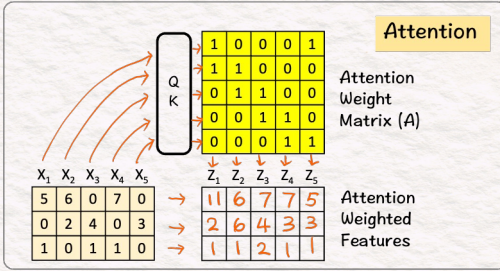 Attention
1 0 0 0 1
1 1 0 0 0
0 1 1 0 0
0 0 1 1 0
0 0 0 1 1
Q
K
Attention
Weight
Matrix (A)
X1 X2 X3 X4 X5
Z1 Z2 Z3 Z4 Z5
5 6 0 7 0
11 6 7 7 5
0 2 4 0 3
2 6 4 3 3
1 0 1 1 0
1 1 2 1 1
Attention
Weighted
Features